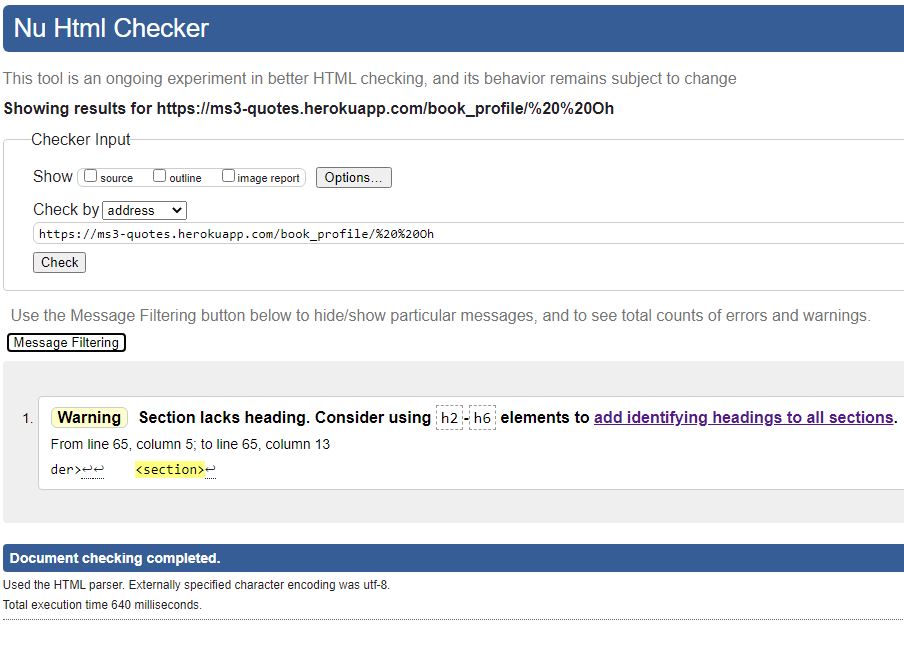 Nu Html Checker
This tool is an ongoing experiment in better HTML checking, and its behavior remains subject to change
Showing results for https://ms3-quotes.herokuapp.com/book_profile/%20%20Oh
Checker Input
Show source outline image report Options...
Check by address
https://ms3-quotes.herokuapp.com/book_profile/%20%20Oh
Check
Use the Message Filtering button below to hide/show particular messages, and to see total counts of errors and warnings.
Message Filtering
1. Warning Section lacks heading. Consider using h2-h6 elements to add identifying headings to all sections.
From line 65, column 5; to line 65, column 13
der>↩↩ <section>↩
Document checking completed.
Used the HTML parser. Externally specified character encoding was utf-8.
Total execution time 640 milliseconds.